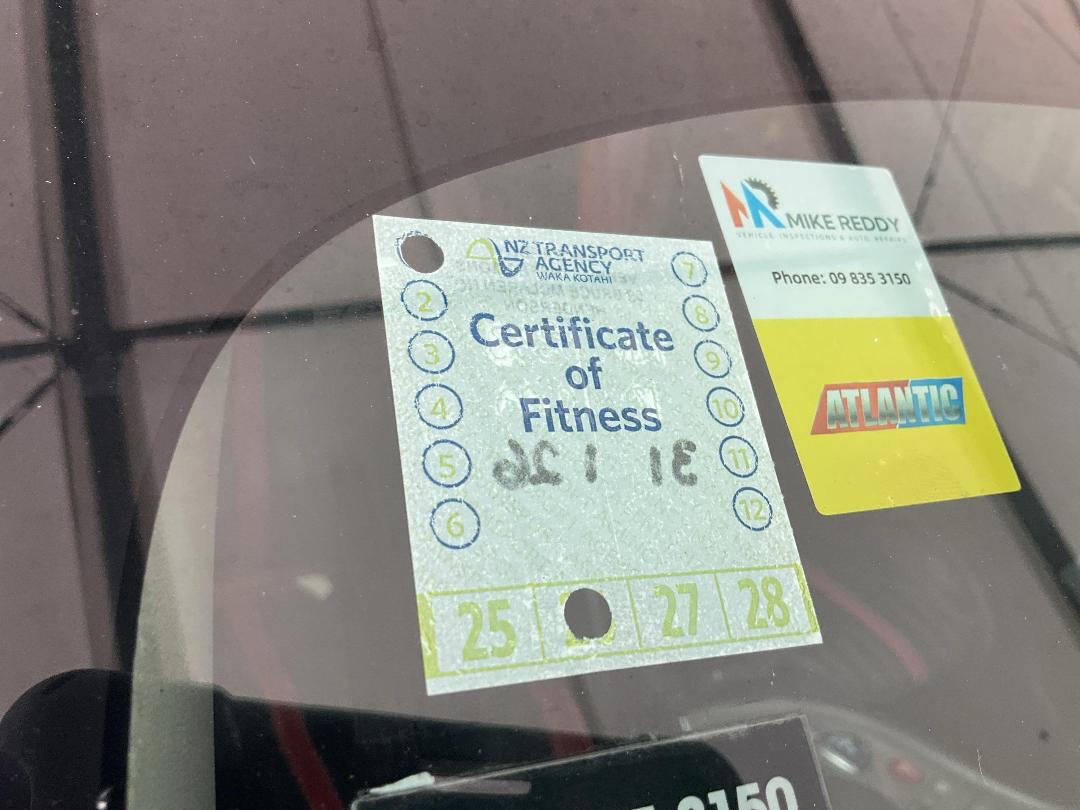 NZ TRANSPORT
AGENCY
WAKA KOTAHI
2
3
4
5
6
7
8
9
10
11
12
Certificate
of
Fitness
31 1 26
25
27
28
MIKE REDDY
VEHICLE INSPECTIONS & AUTO REPAIRS
Phone: 09 835 3150
ATLANTIC
3150